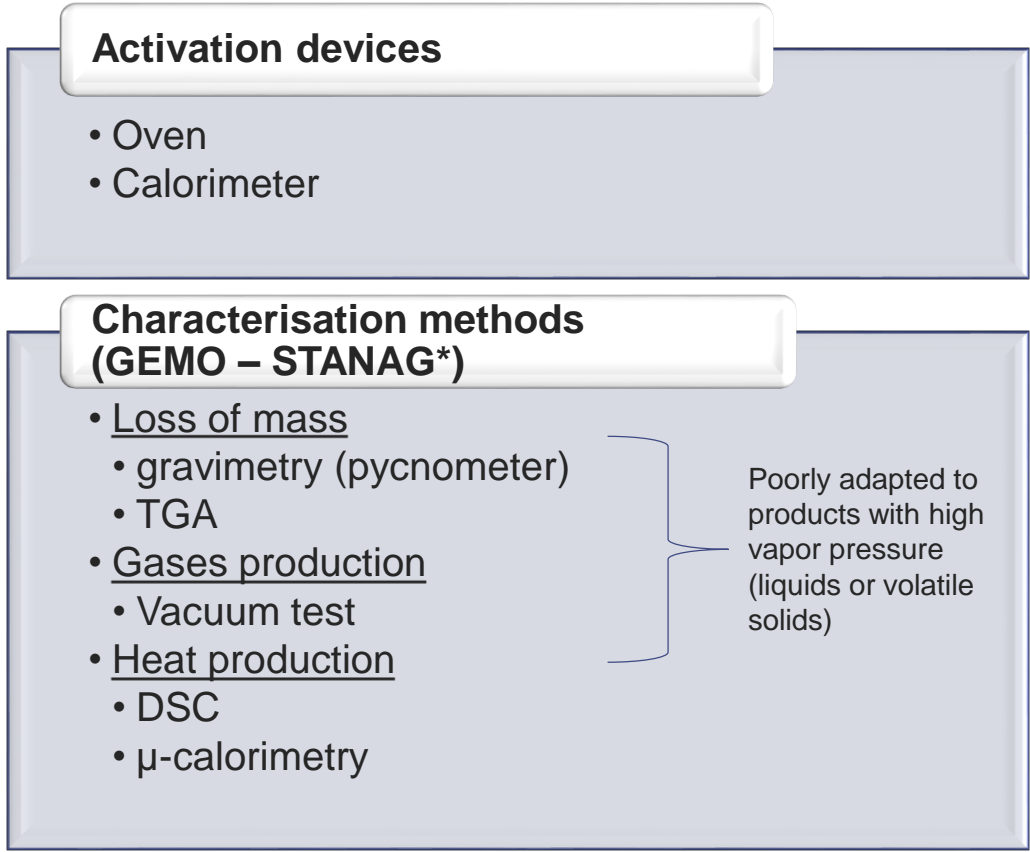 Activation devices
• Oven
• Calorimeter
Characterisation methods
(GEMO – STANAG*)
• Loss of mass
• gravimetry (pycnometer)
• TGA
• Gases production
• Vacuum test
• Heat production
• DSC
• µ-calorimetry
Poorly adapted to
products with high
vapor pressure
(liquids or volatile
solids)